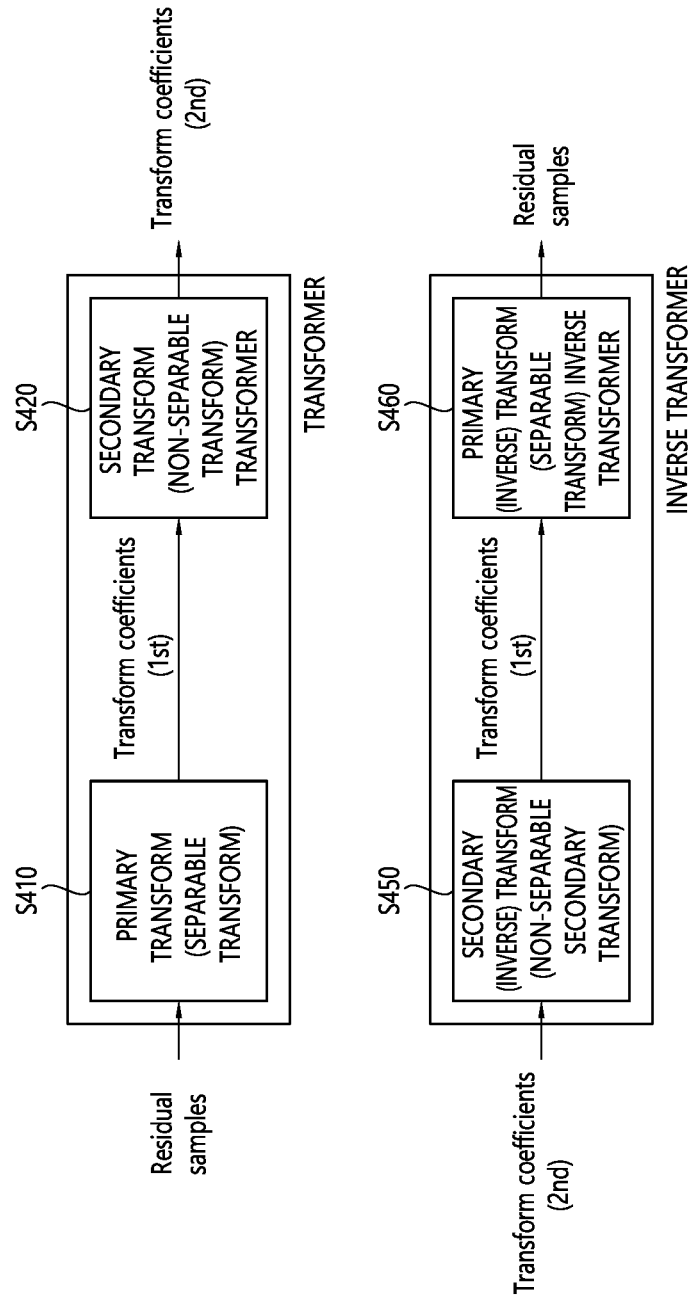 Residual
samples
S410
PRIMARY
TRANSFORM
(SEPARABLE
TRANSFORM)
Transform coefficients
(1st)
S420
SECONDARY
TRANSFORM
(NON-SEPARABLE
TRANSFORM)
TRANSFORMER
Transform coefficients
(2nd)
TRANSFORMER
Transform coefficients
(2nd)
S450
SECONDARY
(INVERSE) TRANSFORM
(NON-SEPARABLE
SECONDARY
TRANSFORM)
Transform coefficients
(1st)
S460
PRIMARY
(INVERSE) TRANSFORM
(SEPARABLE
TRANSFORM) INVERSE
TRANSFORMER
Residual
samples
INVERSE TRANSFORMER